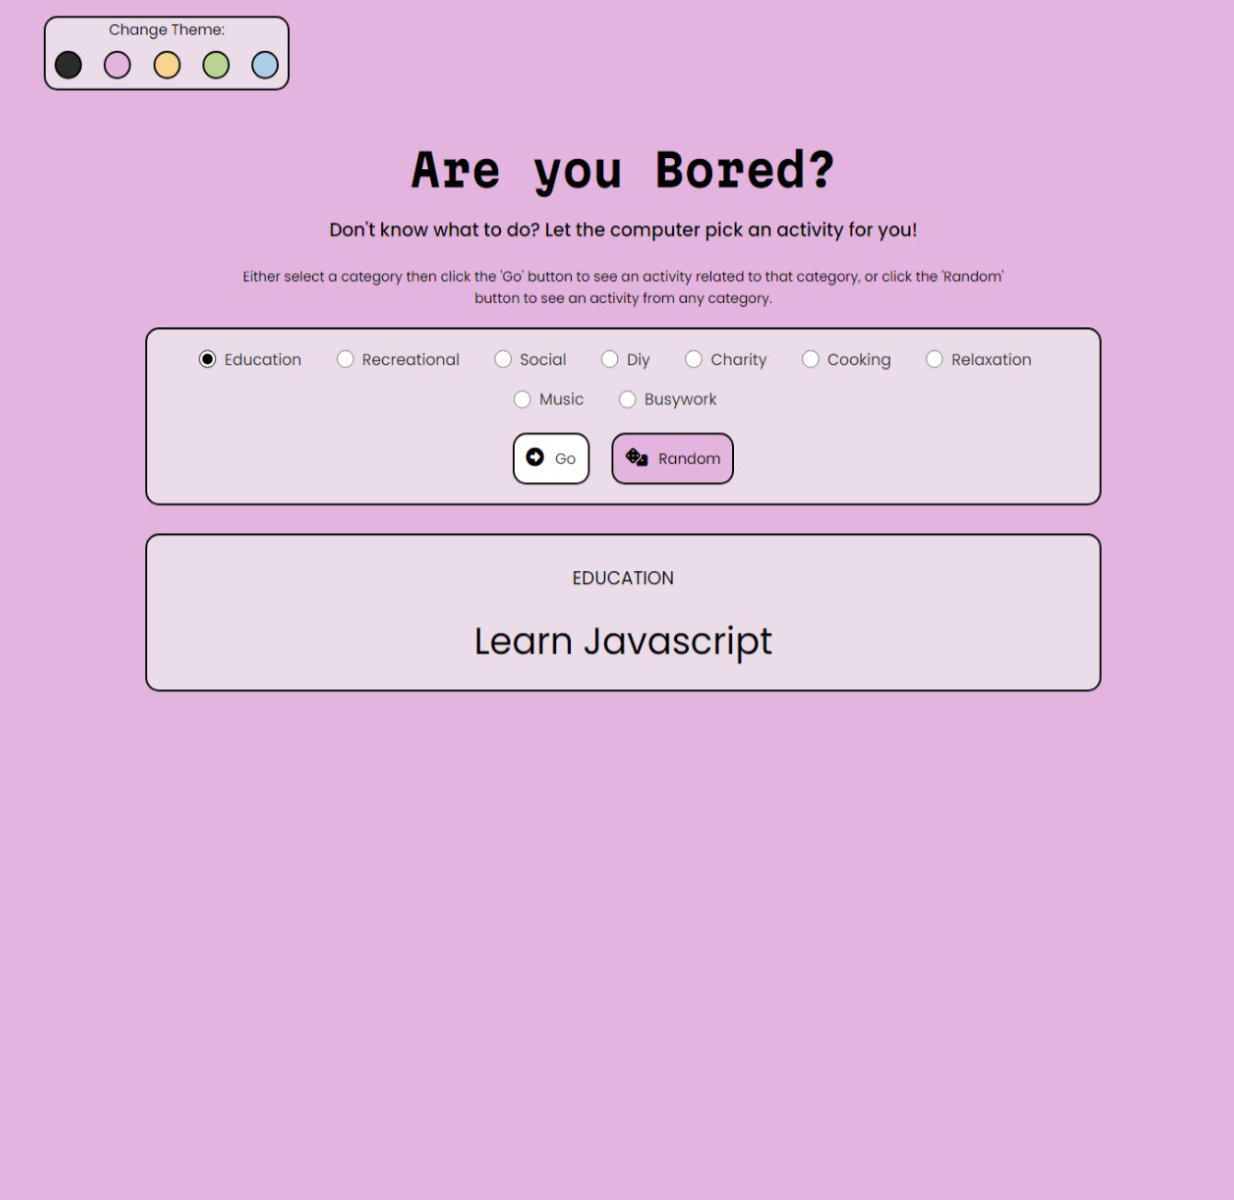 Change Theme:
Are you Bored?
Don't know what to do? Let the computer pick an activity for you!
Either select a category then click the 'Go' button to see an activity related to that category, or click the 'Random'
button to see an activity from any category.
Education Recreational Social Diy Charity Cooking Relaxation
Music Busywork
Go Random
EDUCATION
Learn Javascript